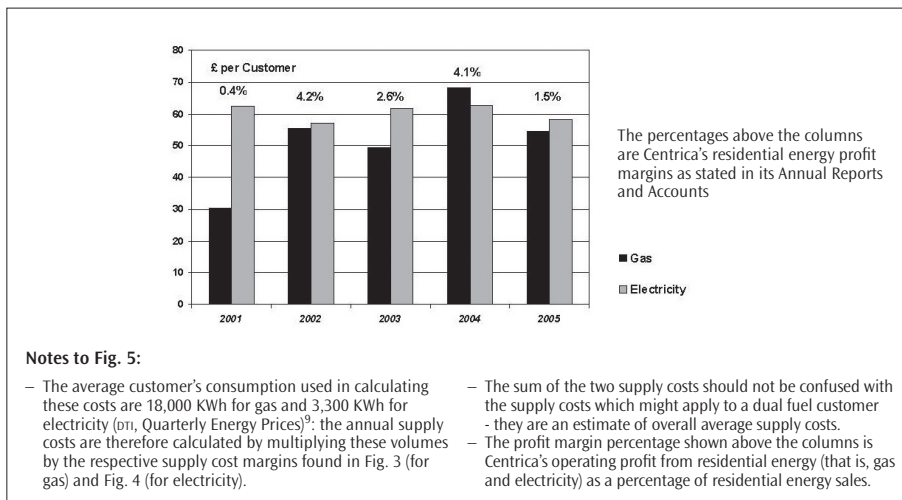 80
70
60
50
40
30
20
10
0
£ per Customer
0.4%
4.2%
2.6%
4.1%
1.5%
2001
2002
2003
2004
2005
The percentages above the columns
are Centrica's residential energy profit
margins as stated in its Annual Reports
and Accounts
Gas
Electricity
Notes to Fig. 5:
– The average customer's consumption used in calculating
these costs are 18,000 KWh for gas and 3,300 KWh for
electricity (DTI, Quarterly Energy Prices)⁹: the annual supply
costs are therefore calculated by multiplying these volumes
by the respective supply cost margins found in Fig. 3 (for
gas) and Fig. 4 (for electricity).
– The sum of the two supply costs should not be confused with
the supply costs which might apply to a dual fuel customer
- they are an estimate of overall average supply costs.
– The profit margin percentage shown above the columns is
Centrica's operating profit from residential energy (that is, gas
and electricity) as a percentage of residential energy sales.